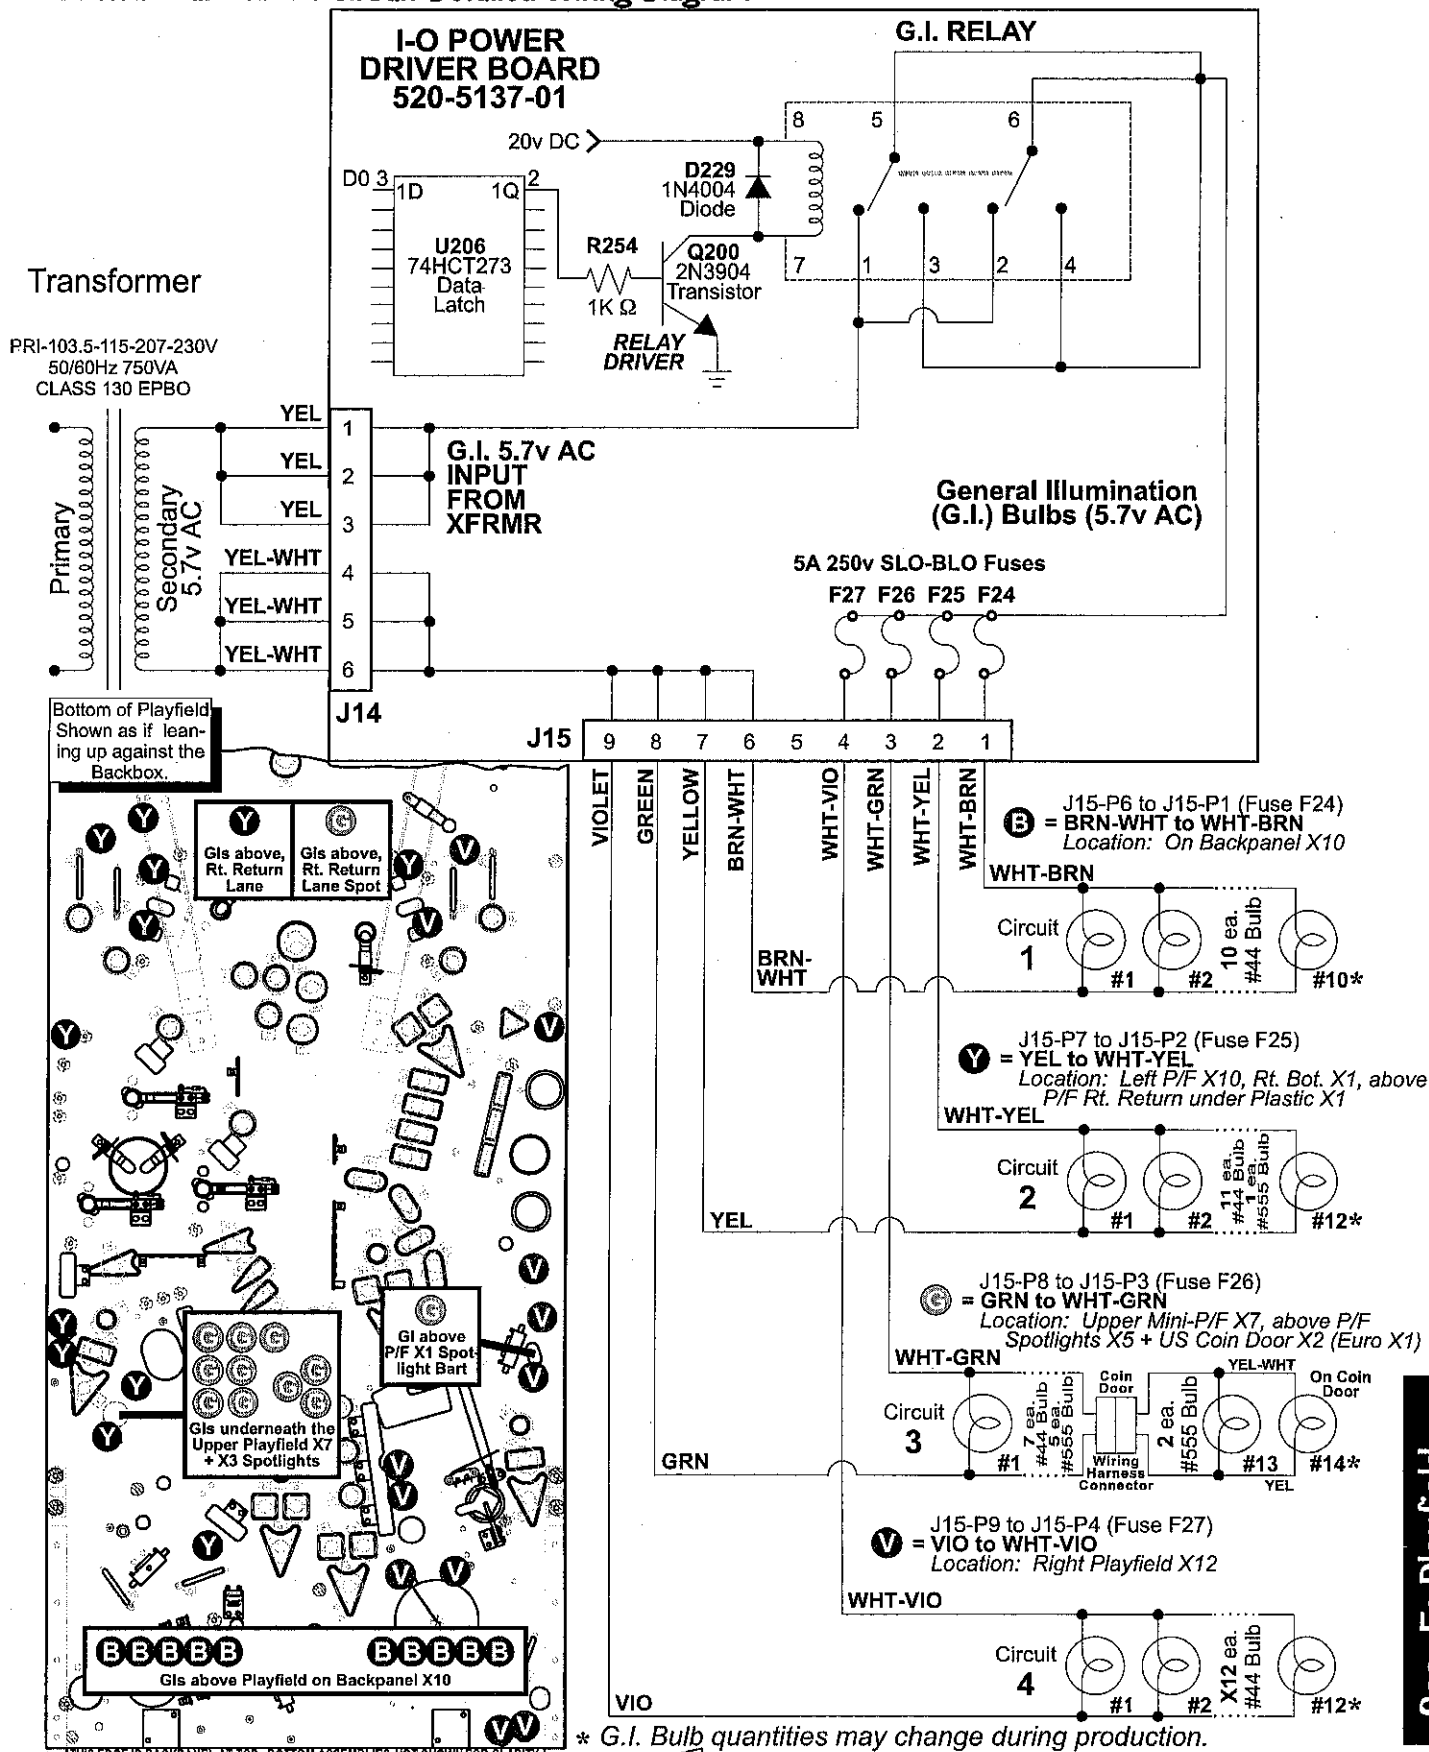 I-O POWER
DRIVER BOARD
520-5137-01
G.I. RELAY
20v DC
8
5
6
D229
1N4004
Diode
D0 3
1D
1Q
2
U206
74HCT273
Data
Latch
R254
1K Ω
Q200
2N3904
Transistor
RELAY
DRIVER
7
1
3
2
4
Transformer
PRI-103.5-115-207-230V
50/60Hz 750VA
CLASS 130 EPBO
Primary
Secondary
5.7v AC
YEL
YEL
YEL
YEL-WHT
YEL-WHT
YEL-WHT
1
2
3
4
5
6
J14
G.I. 5.7v AC
INPUT
FROM
XFRMR
General Illumination
(G.I.) Bulbs (5.7v AC)
5A 250v SLO-BLO Fuses
F27 F26 F25 F24
J15
9 8 7 6 5 4 3 2 1
VIOLET
GREEN
YELLOW
BRN-WHT
WHT-VIO
WHT-GRN
WHT-YEL
WHT-BRN
Bottom of Playfield
Shown as if lean-
ing up against the
Backbox.
Y
GIs above,
Rt. Return
Lane
G
GIs above,
Rt. Return
Lane Spot
Y
Y
Y
Y
Y
V
V
Y
V
V
G
GI above
P/F X1 Spot-
light Bart
V
V
Y
Y
Y
Y
G G G
G G G
G G G G
GIs underneath the
Upper Playfield X7
+ X3 Spotlights
V
V
Y
V V
B B B B B B B B B B
GIs above Playfield on Backpanel X10
V V
B
J15-P6 to J15-P1 (Fuse F24)
= BRN-WHT to WHT-BRN
Location: On Backpanel X10
WHT-BRN
Circuit
1
BRN-
WHT
#1
#2
10 ea.
#44 Bulb
#10*
Y
J15-P7 to J15-P2 (Fuse F25)
= YEL to WHT-YEL
Location: Left P/F X10, Rt. Bot. X1, above
P/F Rt. Return under Plastic X1
WHT-YEL
Circuit
2
YEL
#1
#2
11 ea.
#44 Bulb
1 ea.
#555 Bulb
#12*
G
J15-P8 to J15-P3 (Fuse F26)
= GRN to WHT-GRN
Location: Upper Mini-P/F X7, above P/F
Spotlights X5 + US Coin Door X2 (Euro X1)
WHT-GRN
Circuit
3
GRN
#1
7 ea.
#44 Bulb
5 ea.
#555 Bulb
Coin
Door
Wiring
Harness
Connector
2 ea.
#555 Bulb
YEL-WHT
On Coin
Door
#13
#14*
YEL
V
J15-P9 to J15-P4 (Fuse F27)
= VIO to WHT-VIO
Location: Right Playfield X12
WHT-VIO
Circuit
4
VIO
#1
#2
X12 ea.
#44 Bulb
#12*
* G.I. Bulb quantities may change during production.